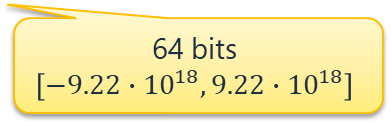 64 bits
[−9.22 · 10¹⁸, 9.22 · 10¹⁸]